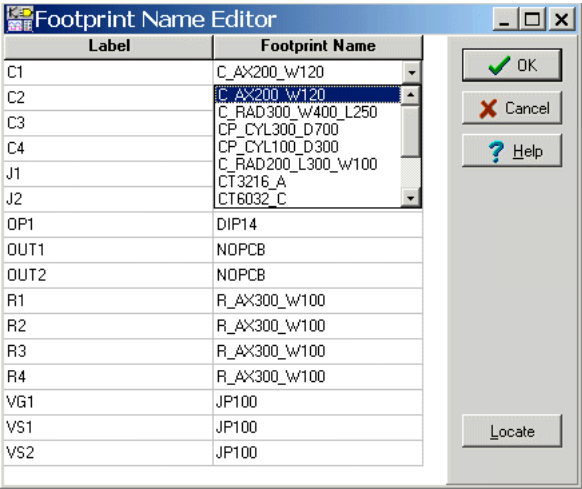 Footprint Name Editor
Label Footprint Name
C1 C_AX200_W120
C2 C_AX200_W120
C_RAD300_W400_L250
C3 CP_CYL300_D700
C4 CP_CYL100_D300
C_RAD200_L300_W100
J1 CT3216_A
J2 CT6032_C
OP1 DIP14
OUT1 NOPCB
OUT2 NOPCB
R1 R_AX300_W100
R2 R_AX300_W100
R3 R_AX300_W100
R4 R_AX300_W100
VG1 JP100
VS1 JP100
VS2 JP100
OK
Cancel
Help
Locate